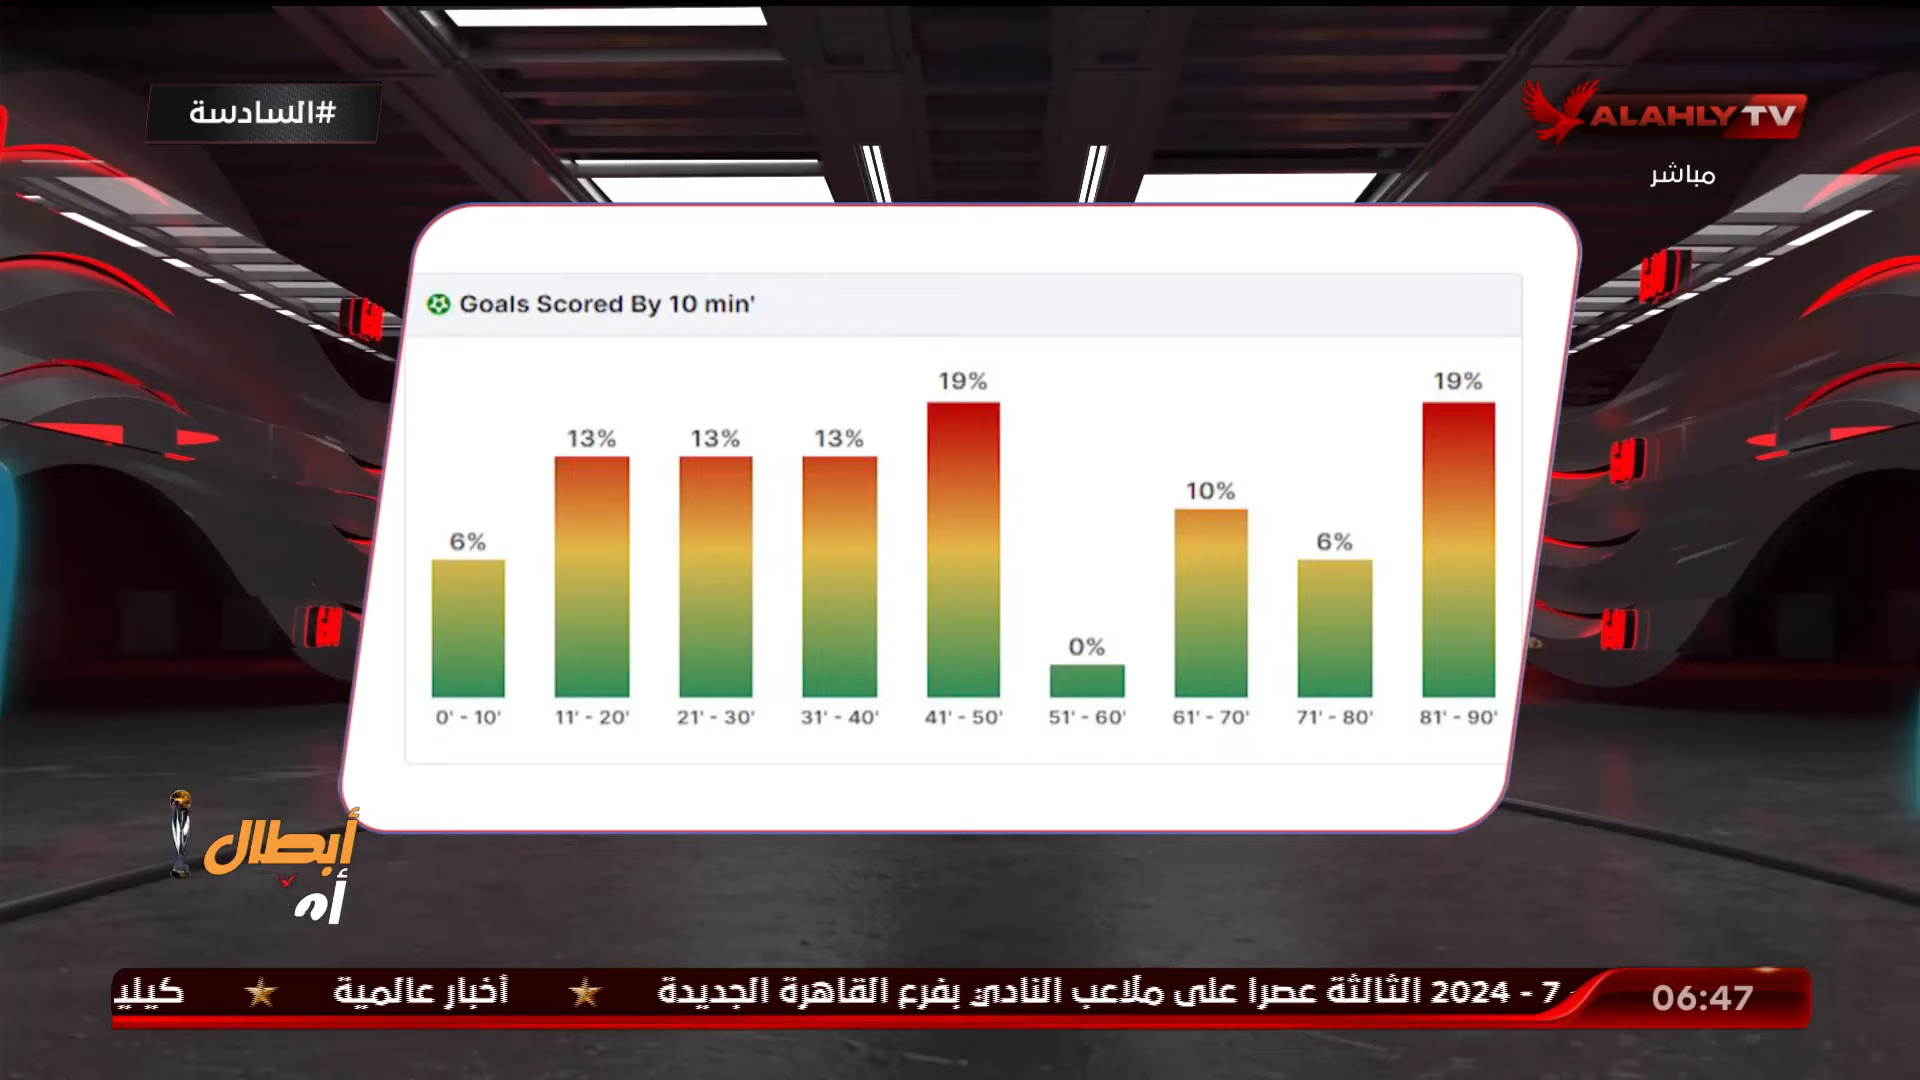 #السادسة
ALAHLY TV
مباشر
Goals Scored By 10 min'
19%
19%
13%
13%
13%
10%
6%
6%
0%
0' - 10'
11' - 20'
21' - 30'
31' - 40'
41' - 50'
51' - 60'
61' - 70'
71' - 80'
81' - 90'
أبطال
- 7 - 2024 الثالثة عصرا على ملاعب النادي بفرع القاهرة الجديدة
أخبار عالمية
كيلي
06:47